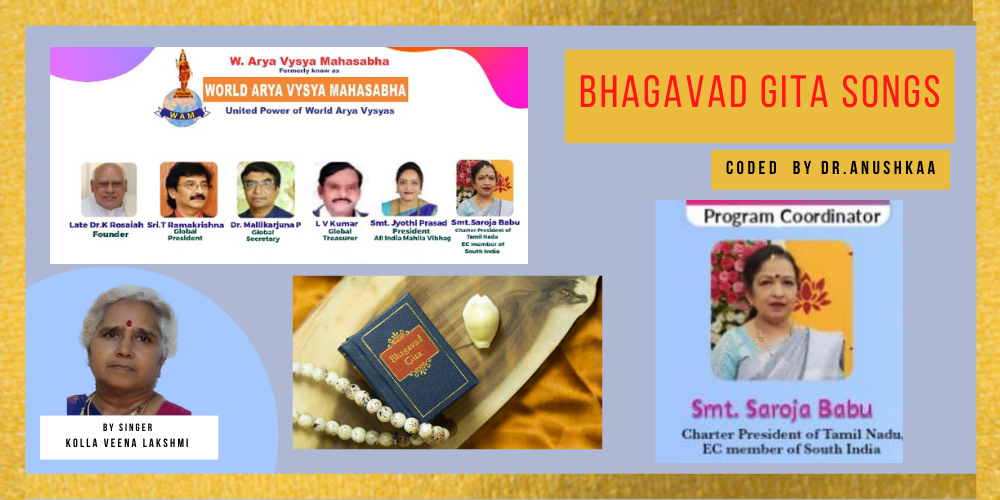 W. Arya Vysya Mahasabha
Formerly know as
WORLD ARYA VYSYA MAHASABHA
United Power of World Arya Vysyas
WAM
Late Dr.K Rosaiah
Founder
Sri.T Ramakrishna
Global
President
Dr. Mallikarjuna P
Global
Secretary
L V Kumar
Global
Treasurer
Smt. Jyothi Prasad
President
All India Mahila Vibhag
Smt.Saroja Babu
Charter President of
Tamil Nadu
EC member of
South India
BHAGAVAD GITA SONGS
CODED BY DR.ANUSHKAA
Program Coordinator
Smt. Saroja Babu
Charter President of Tamil Nadu,
EC member of South India
Bhagavad
Gita
BY SINGER
KOLLA VEENA LAKSHMI